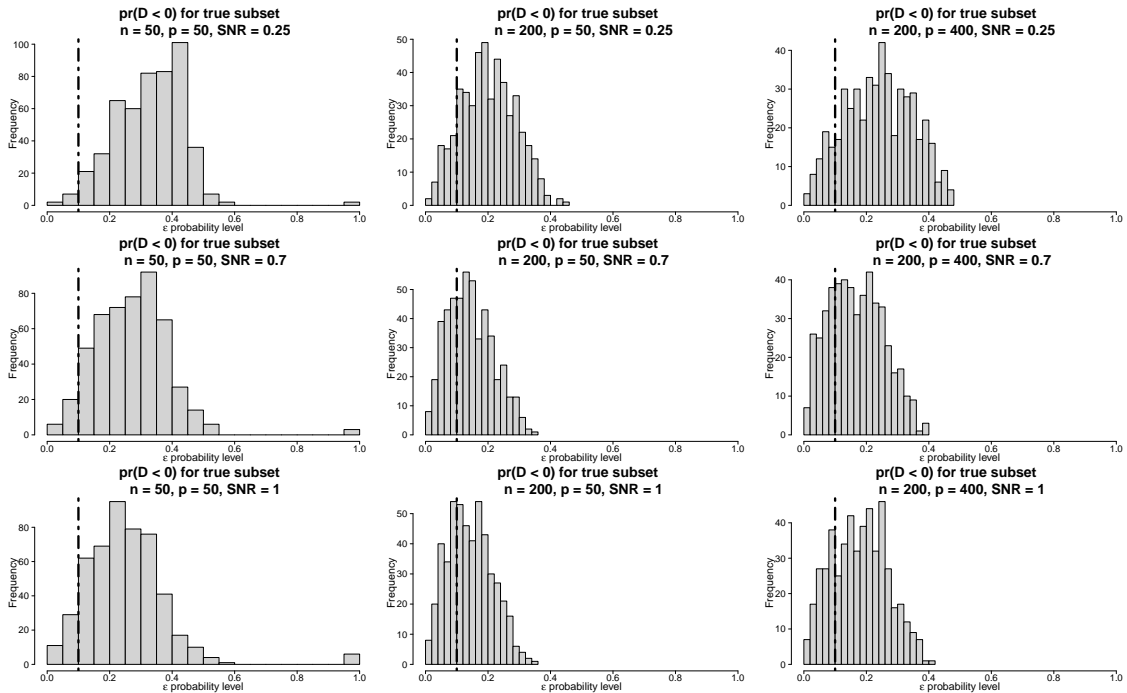 pr(D < 0) for true subset
n = 50, p = 50, SNR = 0.25
Frequency
0
20
40
60
80
100
0.0 0.2 0.4 0.6 0.8 1.0
ε probability level
pr(D < 0) for true subset
n = 200, p = 50, SNR = 0.25
Frequency
0
10
20
30
40
50
0.0 0.2 0.4 0.6 0.8 1.0
ε probability level
pr(D < 0) for true subset
n = 200, p = 400, SNR = 0.25
Frequency
0
10
20
30
40
0.0 0.2 0.4 0.6 0.8 1.0
ε probability level
pr(D < 0) for true subset
n = 50, p = 50, SNR = 0.7
Frequency
0
20
40
60
80
0.0 0.2 0.4 0.6 0.8 1.0
ε probability level
pr(D < 0) for true subset
n = 200, p = 50, SNR = 0.7
Frequency
0
10
20
30
40
50
0.0 0.2 0.4 0.6 0.8 1.0
ε probability level
pr(D < 0) for true subset
n = 200, p = 400, SNR = 0.7
Frequency
0
10
20
30
40
0.0 0.2 0.4 0.6 0.8 1.0
ε probability level
pr(D < 0) for true subset
n = 50, p = 50, SNR = 1
Frequency
0
20
40
60
80
0.0 0.2 0.4 0.6 0.8 1.0
ε probability level
pr(D < 0) for true subset
n = 200, p = 50, SNR = 1
Frequency
0
10
20
30
40
50
0.0 0.2 0.4 0.6 0.8 1.0
ε probability level
pr(D < 0) for true subset
n = 200, p = 400, SNR = 1
Frequency
0
10
20
30
40
0.0 0.2 0.4 0.6 0.8 1.0
ε probability level